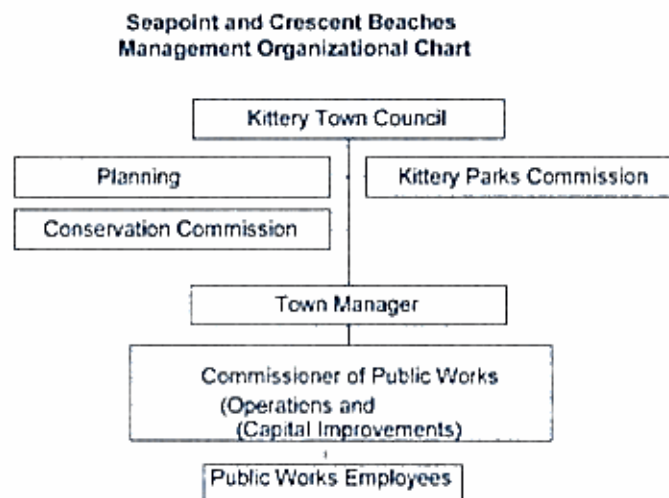 Seapoint and Crescent Beaches
Management Organizational Chart
Kittery Town Council
Planning
Kittery Parks Commission
Conservation Commission
Town Manager
Commissioner of Public Works
(Operations and
(Capital Improvements)
Public Works Employees